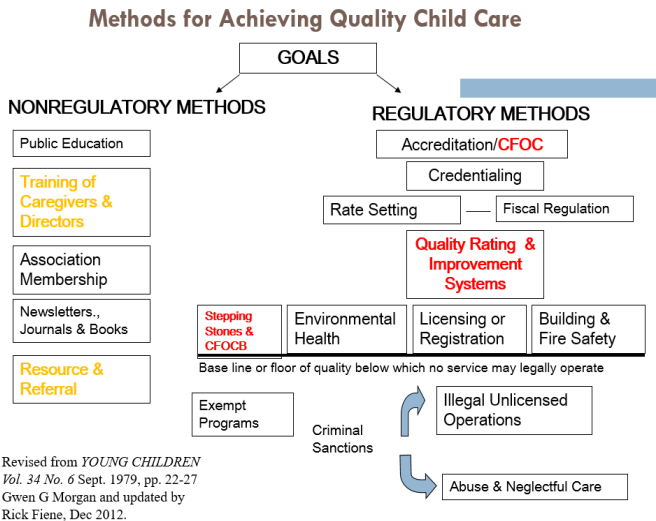 Methods for Achieving Quality Child Care
GOALS
NONREGULATORY METHODS
Public Education
Training of
Caregivers &
Directors
Association
Membership
Newsletters.,
Journals & Books
Resource &
Referral
REGULATORY METHODS
Accreditation/CFOC
Credentialing
Rate Setting
Fiscal Regulation
Quality Rating &
Improvement
Systems
Stepping
Stones &
CFOCB
Environmental
Health
Licensing or
Registration
Building &
Fire Safety
Base line or floor of quality below which no service may legally operate
Exempt
Programs
Criminal
Sanctions
Illegal Unlicensed
Operations
Abuse & Neglectful Care
Revised from YOUNG CHILDREN
Vol. 34 No. 6 Sept. 1979, pp. 22-27
Gwen G Morgan and updated by
Rick Fiene, Dec 2012.